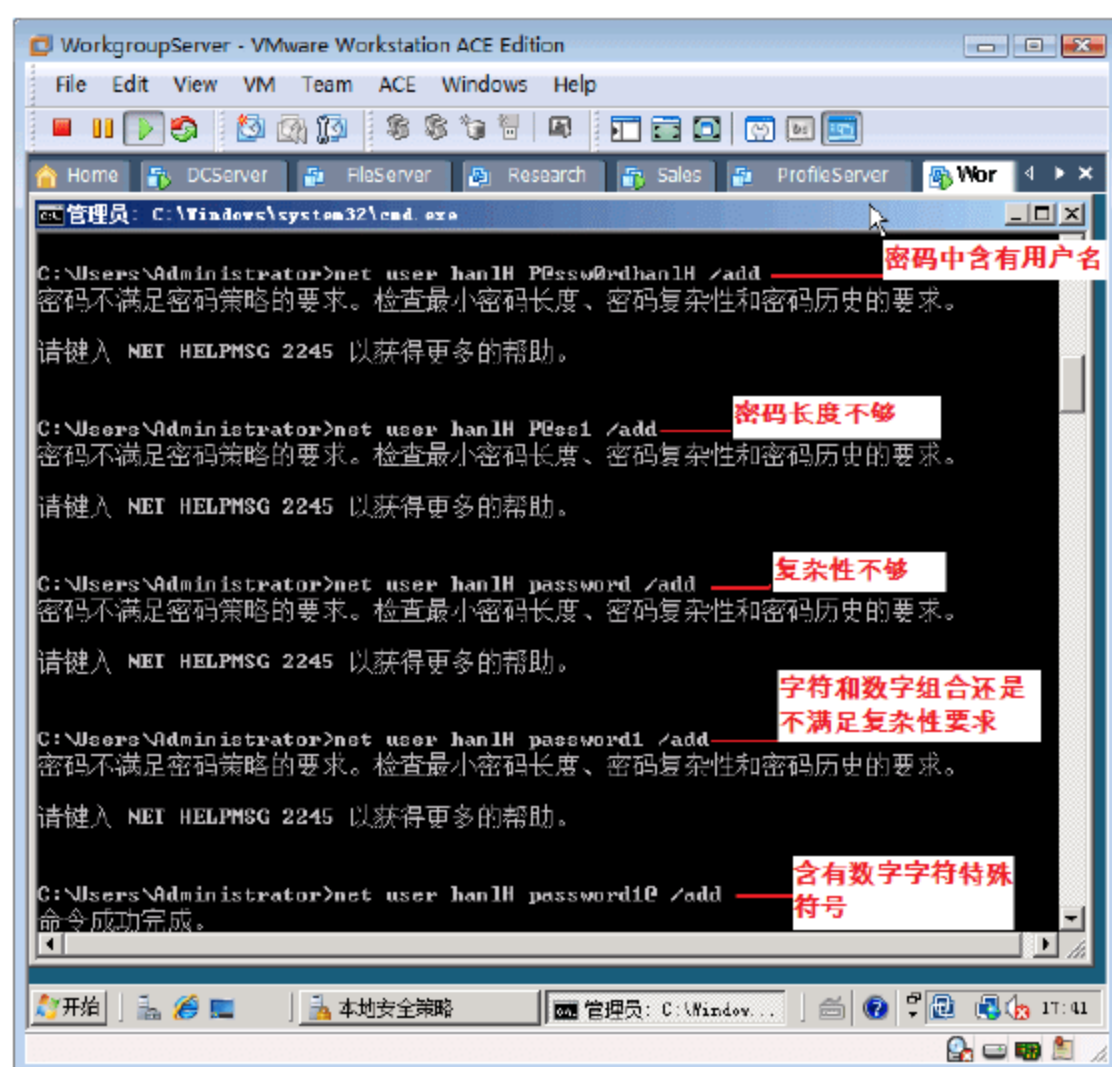 WorkgroupServer - VMware Workstation ACE Edition
File Edit View VM Team ACE Windows Help
Home DCServer FileServer Research Sales ProfileServer Wor
管理员: C:\Windows\system32\cmd.exe
密码中含有用户名
C:\Users\Administrator>net user hanlH P@ssw0rdhanlH /add
密码不满足密码策略的要求。检查最小密码长度、密码复杂性和密码历史的要求。
请键入 NET HELPMSG 2245 以获得更多的帮助。
密码长度不够
C:\Users\Administrator>net user hanlH P@ss1 /add
密码不满足密码策略的要求。检查最小密码长度、密码复杂性和密码历史的要求。
请键入 NET HELPMSG 2245 以获得更多的帮助。
复杂性不够
C:\Users\Administrator>net user hanlH password /add
密码不满足密码策略的要求。检查最小密码长度、密码复杂性和密码历史的要求。
请键入 NET HELPMSG 2245 以获得更多的帮助。
字符和数字组合还是
不满足复杂性要求
C:\Users\Administrator>net user hanlH password1 /add
密码不满足密码策略的要求。检查最小密码长度、密码复杂性和密码历史的要求。
请键入 NET HELPMSG 2245 以获得更多的帮助。
含有数字字符特殊
符号
C:\Users\Administrator>net user hanlH password1@ /add
命令成功完成。
开始 本地安全策略 管理员: C:\Window... 17:41